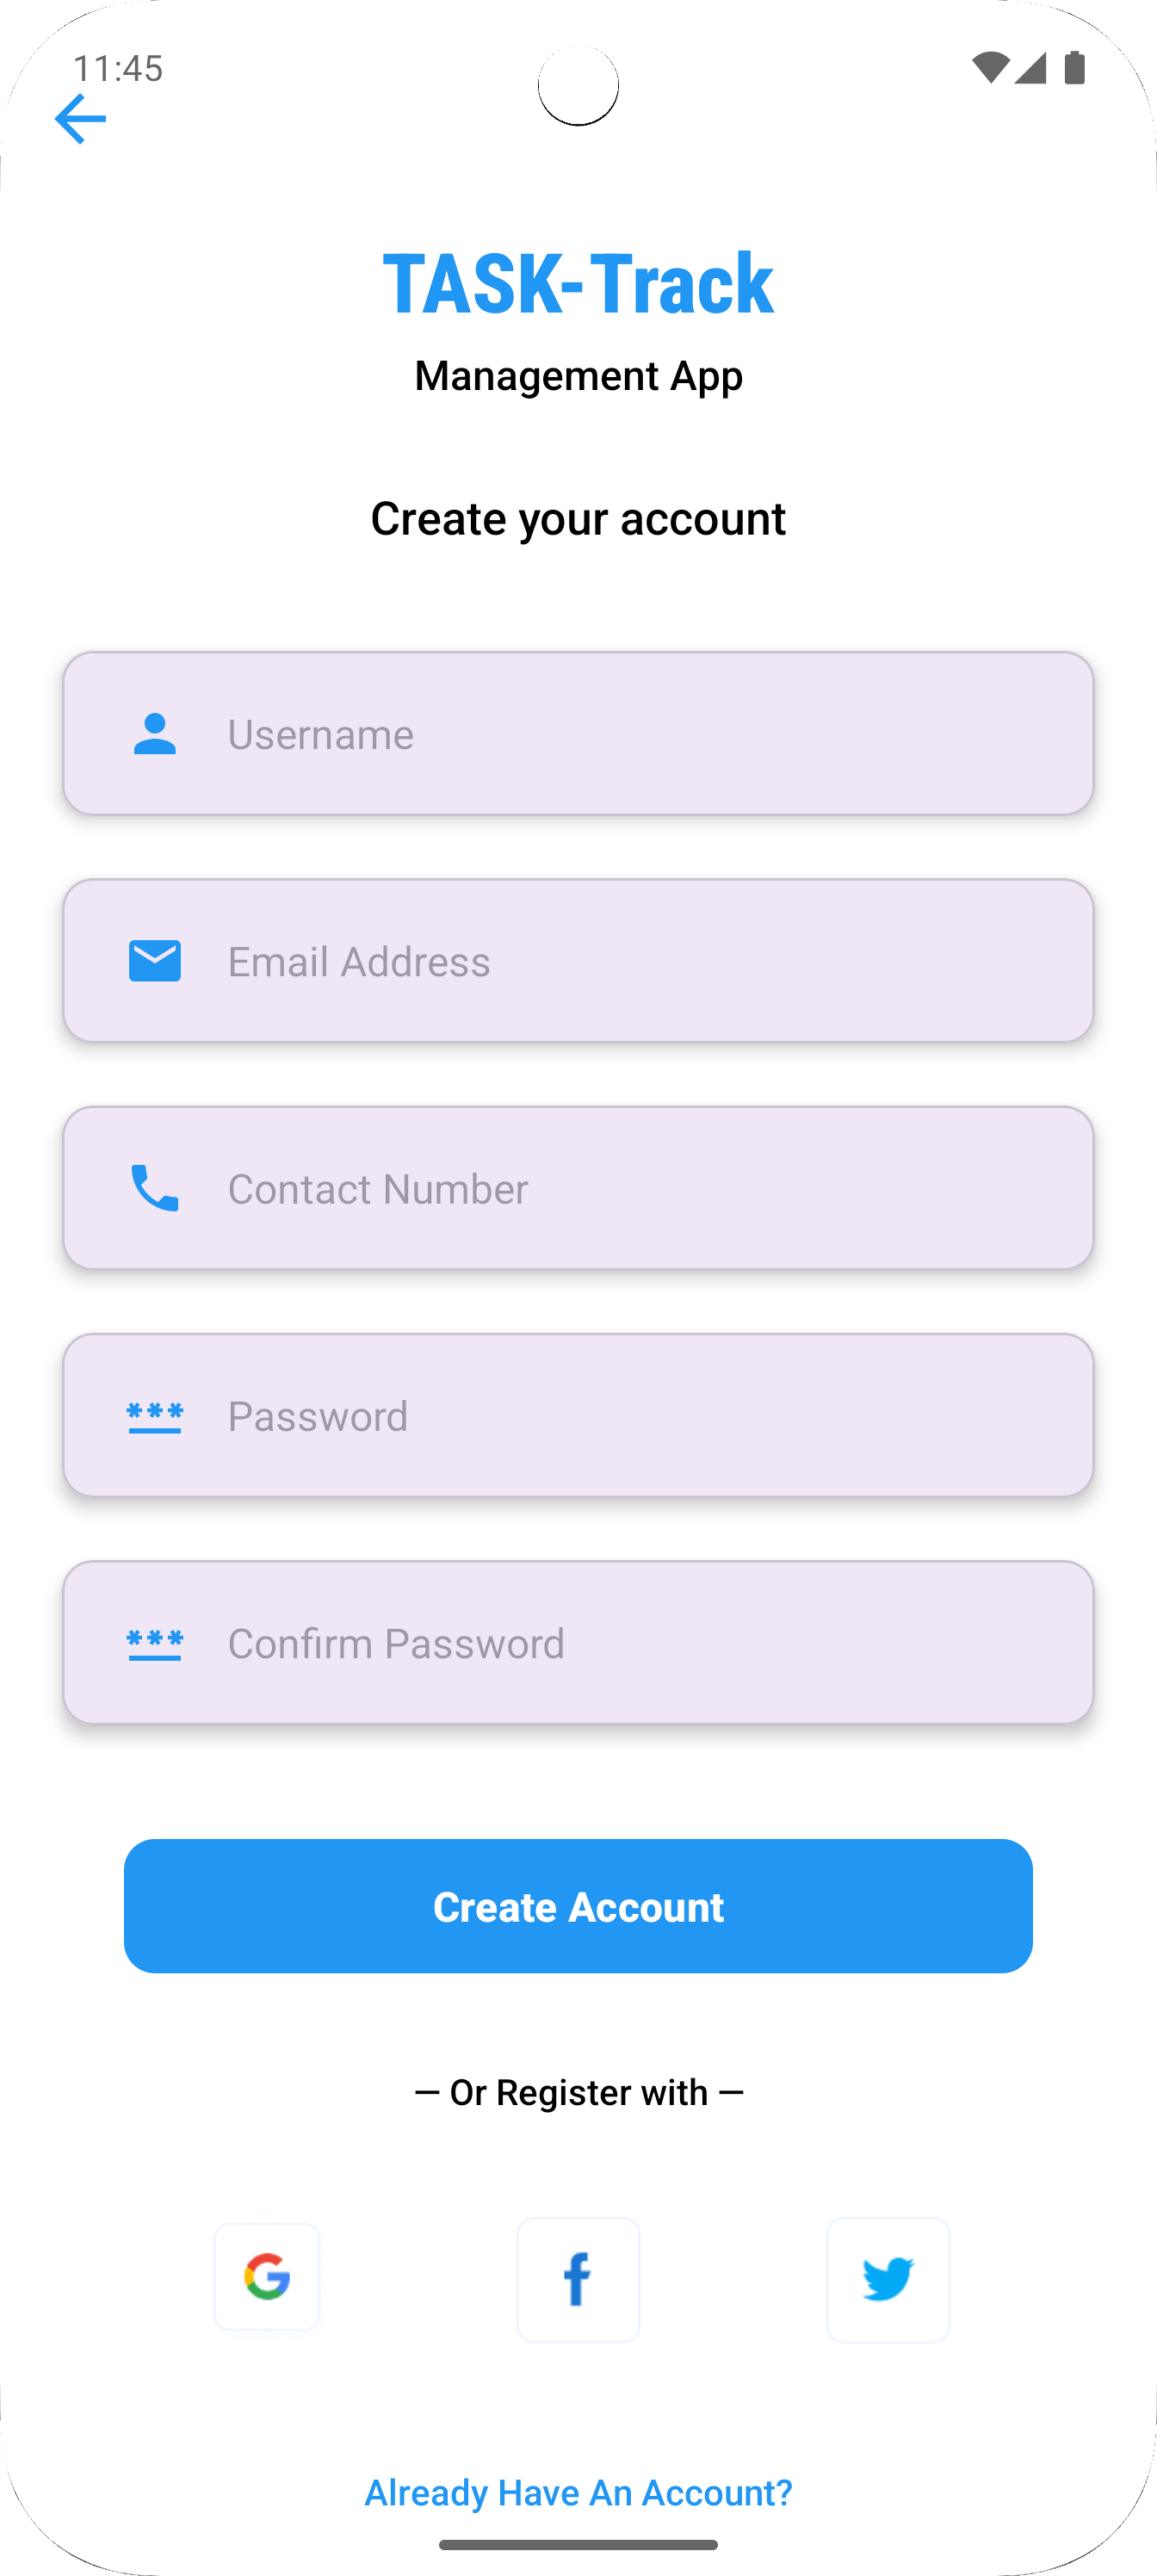 11:45
TASK-Track
Management App
Create your account
Username
Email Address
Contact Number
Password
Confirm Password
Create Account
— Or Register with —
Already Have An Account?